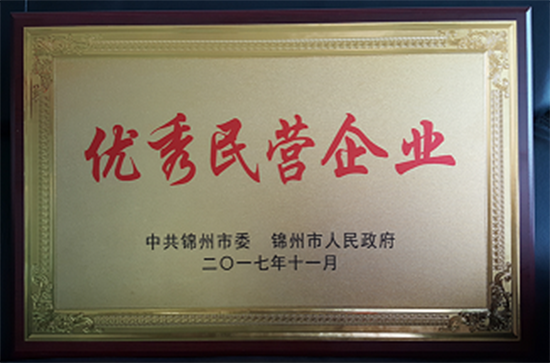 优秀民营企业
中共锦州市委 锦州市人民政府
二〇一七年十一月